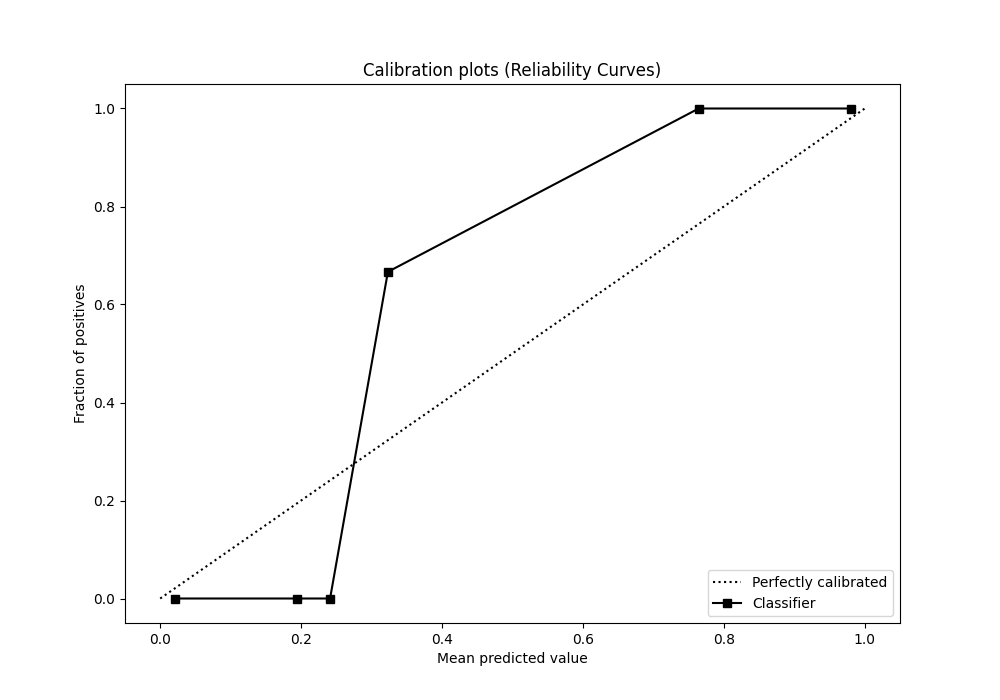 Calibration plots (Reliability Curves)
1.0
0.8
0.6
0.4
0.2
0.0
Fraction of positives
Perfectly calibrated
Classifier
0.0 0.2 0.4 0.6 0.8 1.0
Mean predicted value